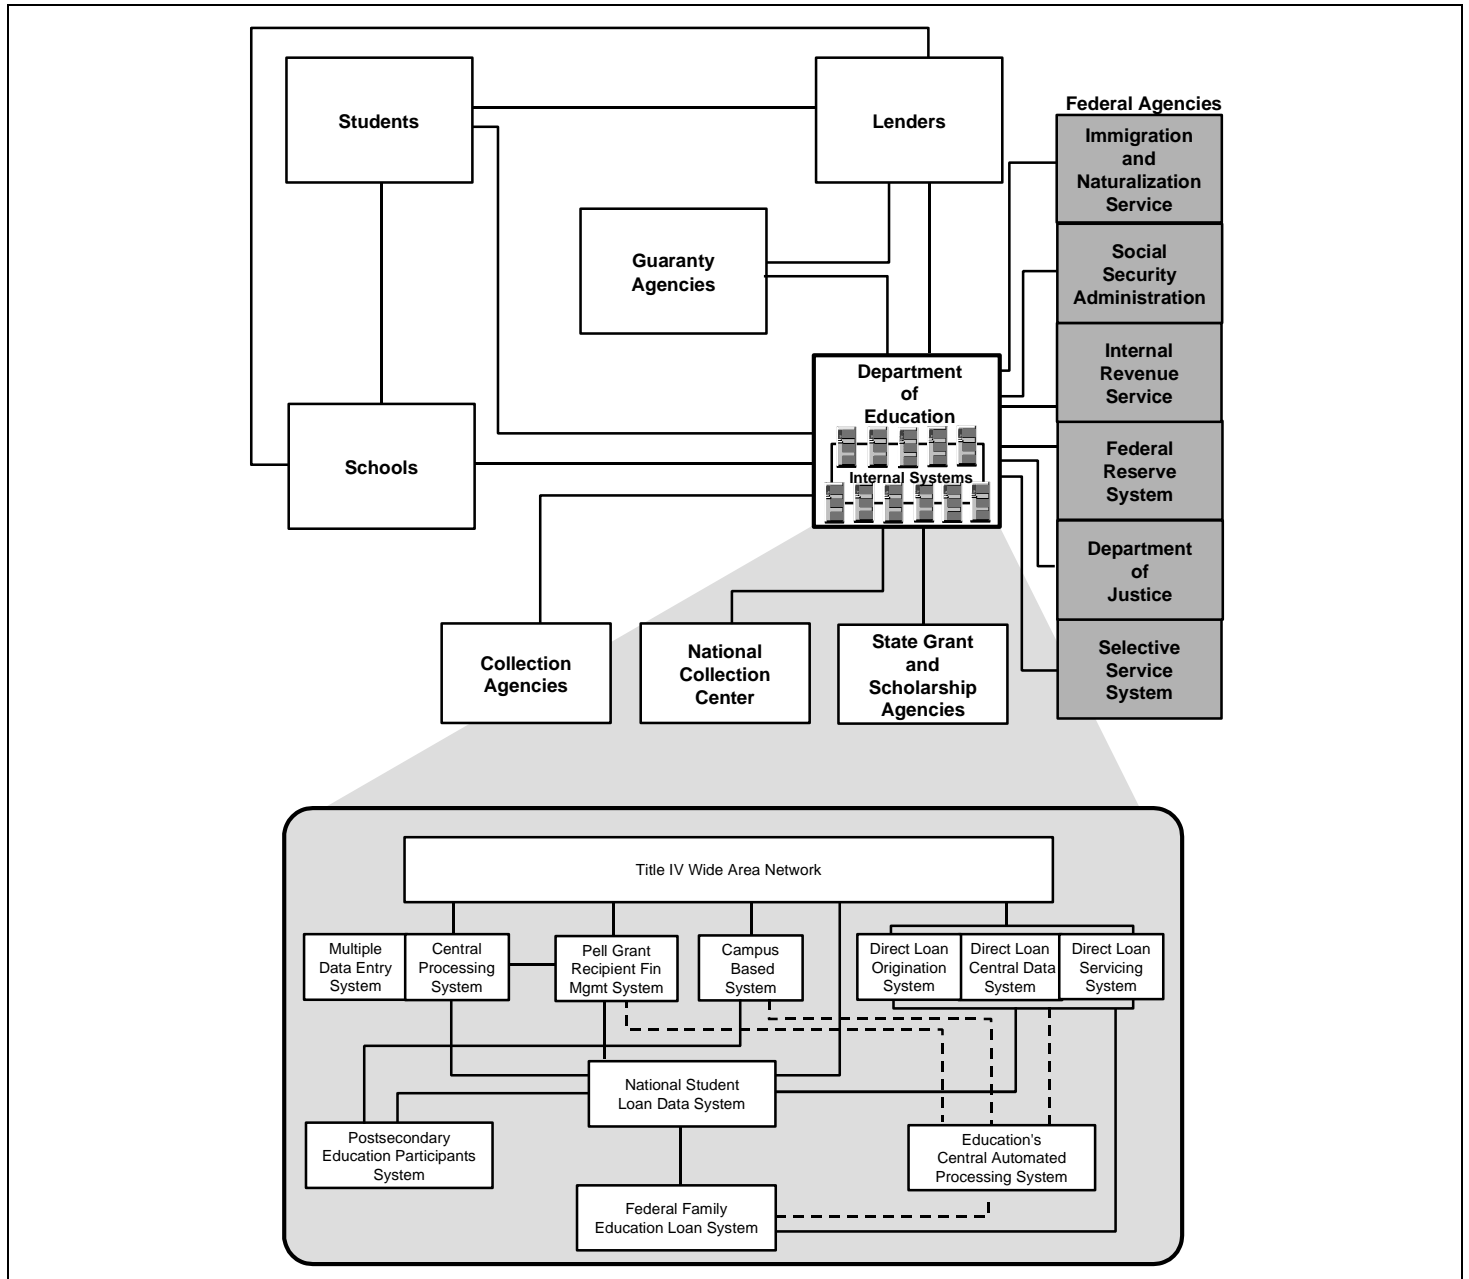 Students
Lenders
Federal Agencies
Immigration
and
Naturalization
Service
Social
Security
Administration
Guaranty
Agencies
Internal
Revenue
Service
Department
of
Education
Internal Systems
Schools
Federal
Reserve
System
Department
of
Justice
Collection
Agencies
National
Collection
Center
State Grant
and
Scholarship
Agencies
Selective
Service
System
Title IV Wide Area Network
Multiple
Data Entry
System
Central
Processing
System
Pell Grant
Recipient Fin
Mgmt System
Campus
Based
System
Direct Loan
Origination
System
Direct Loan
Central Data
System
Direct Loan
Servicing
System
National Student
Loan Data System
Postsecondary
Education Participants
System
Education's
Central Automated
Processing System
Federal Family
Education Loan System